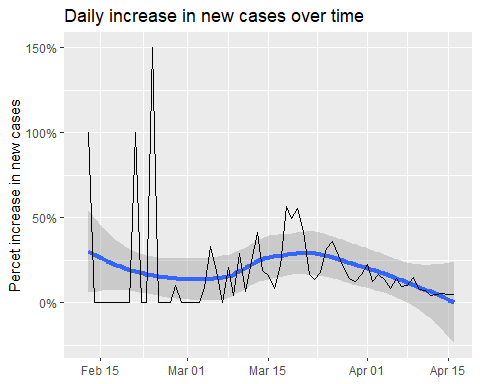 Daily increase in new cases over time
Percet increase in new cases
150%
100%
50%
0%
Feb 15
Mar 01
Mar 15
Apr 01
Apr 15